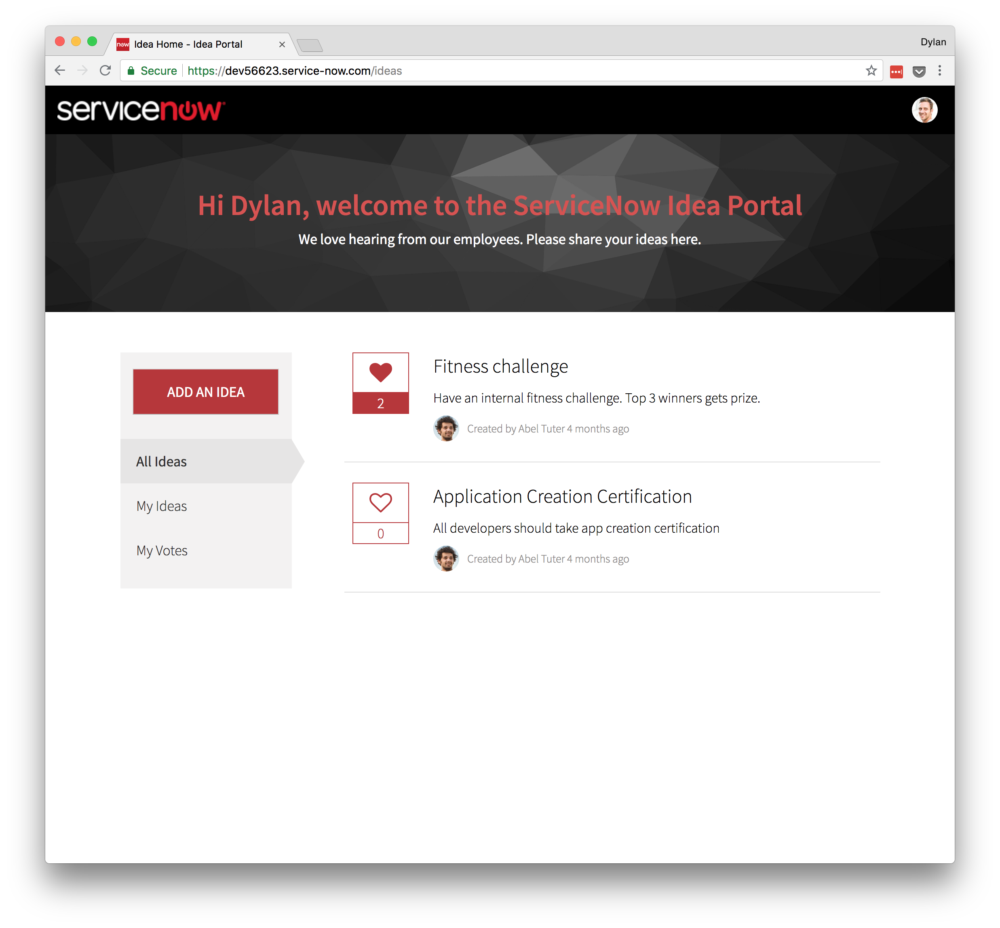 now Idea Home - Idea Portal
Dylan
Secure https://dev56623.service-now.com/ideas
servicenow
Hi Dylan, welcome to the ServiceNow Idea Portal
We love hearing from our employees. Please share your ideas here.
ADD AN IDEA
All Ideas
My Ideas
My Votes
Fitness challenge
Have an internal fitness challenge. Top 3 winners gets prize.
2
Created by Abel Tuter 4 months ago
Application Creation Certification
All developers should take app creation certification
0
Created by Abel Tuter 4 months ago